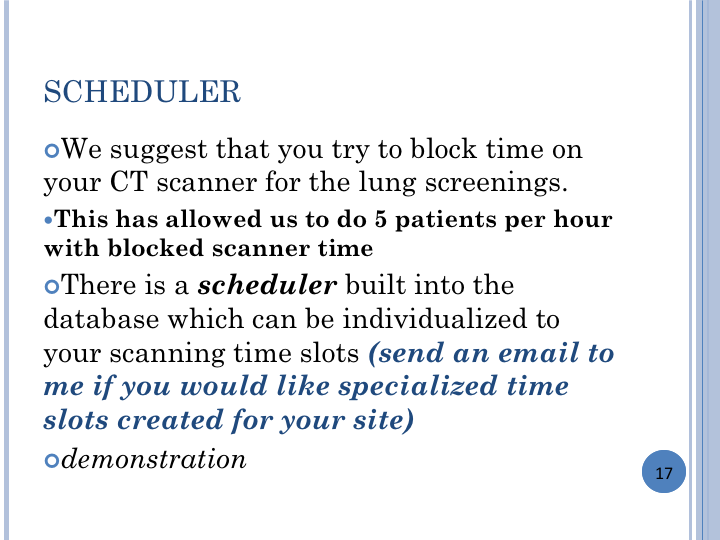 SCHEDULER
We suggest that you try to block time on
your CT scanner for the lung screenings.
•This has allowed us to do 5 patients per hour
with blocked scanner time
There is a scheduler built into the
database which can be individualized to
your scanning time slots (send an email to
me if you would like specialized time
slots created for your site)
demonstration
17